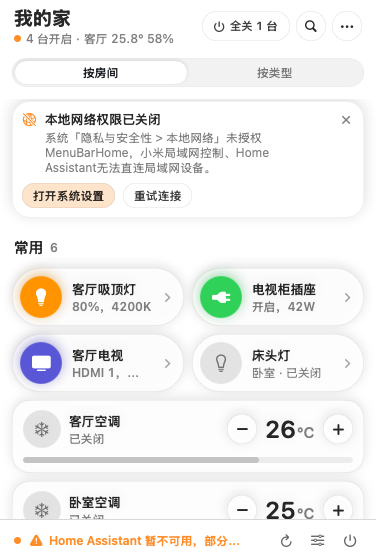 我的家
4 台开启 · 客厅 25.8° 58%
全关 1 台
按房间
按类型
本地网络权限已关闭
系统「隐私与安全性 > 本地网络」未授权
MenuBarHome，小米局域网控制、Home
Assistant无法直连局域网设备。
打开系统设置
重试连接
常用 6
客厅吸顶灯
80%，4200K
电视柜插座
开启，42W
客厅电视
HDMI 1，...
床头灯
卧室 · 已关闭
客厅空调
已关闭
26°C
卧室空调
已关闭
25°C
Home Assistant 暂不可用，部分...